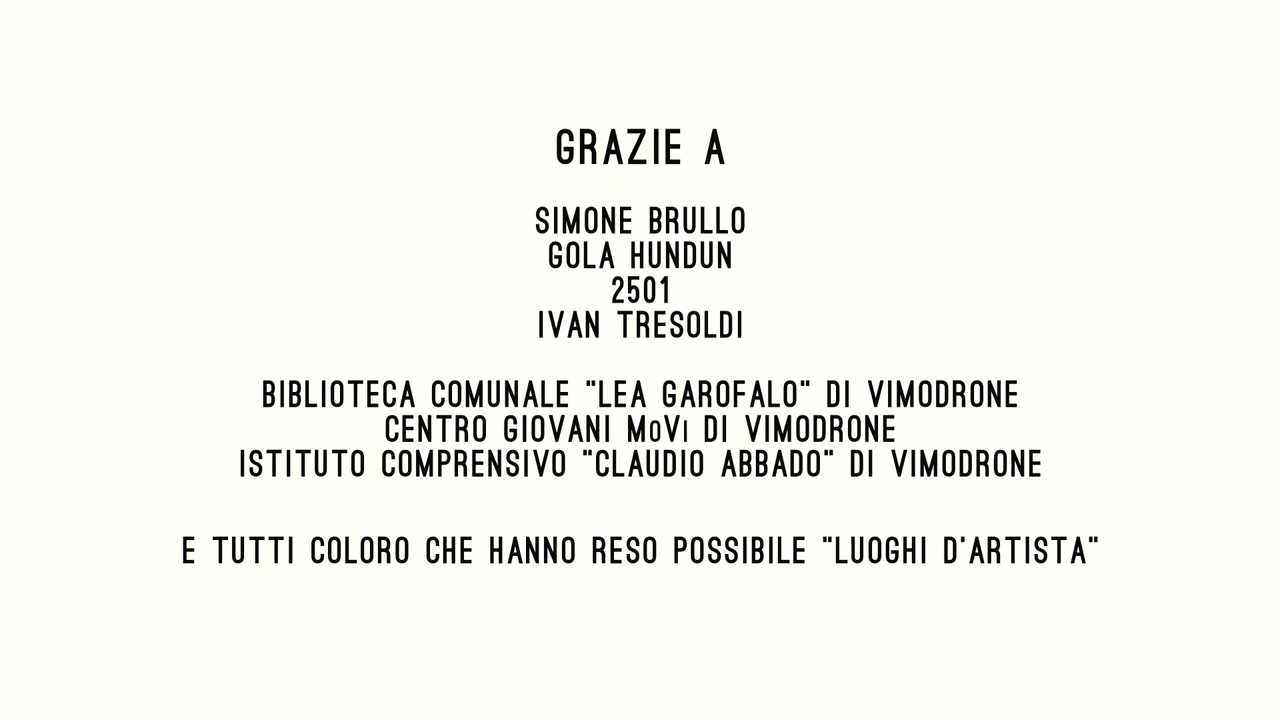 GRAZIE A
SIMONE BRULLO
GOLA HUNDUN
2501
IVAN TRESOLDI
BIBLIOTECA COMUNALE "LEA GAROFALO" DI VIMODRONE
CENTRO GIOVANI MoVi DI VIMODRONE
ISTITUTO COMPRENSIVO "CLAUDIO ABBADO" DI VIMODRONE
E TUTTI COLORO CHE HANNO RESO POSSIBILE "LUOGHI D'ARTISTA"